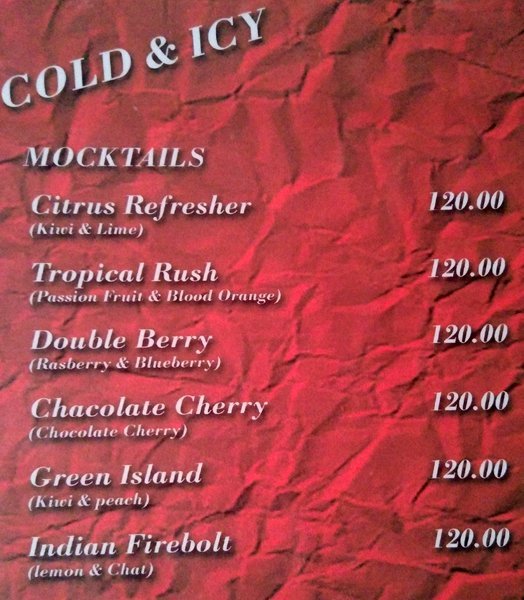 COLD & ICY
MOCKTAILS
Citrus Refresher 120.00
(Kiwi & Lime)
Tropical Rush 120.00
(Passion Fruit & Blood Orange)
Double Berry 120.00
(Rasberry & Blueberry)
Chacolate Cherry 120.00
(Chocolate Cherry)
Green Island 120.00
(Kiwi & peach)
Indian Firebolt 120.00
(lemon & Chat)